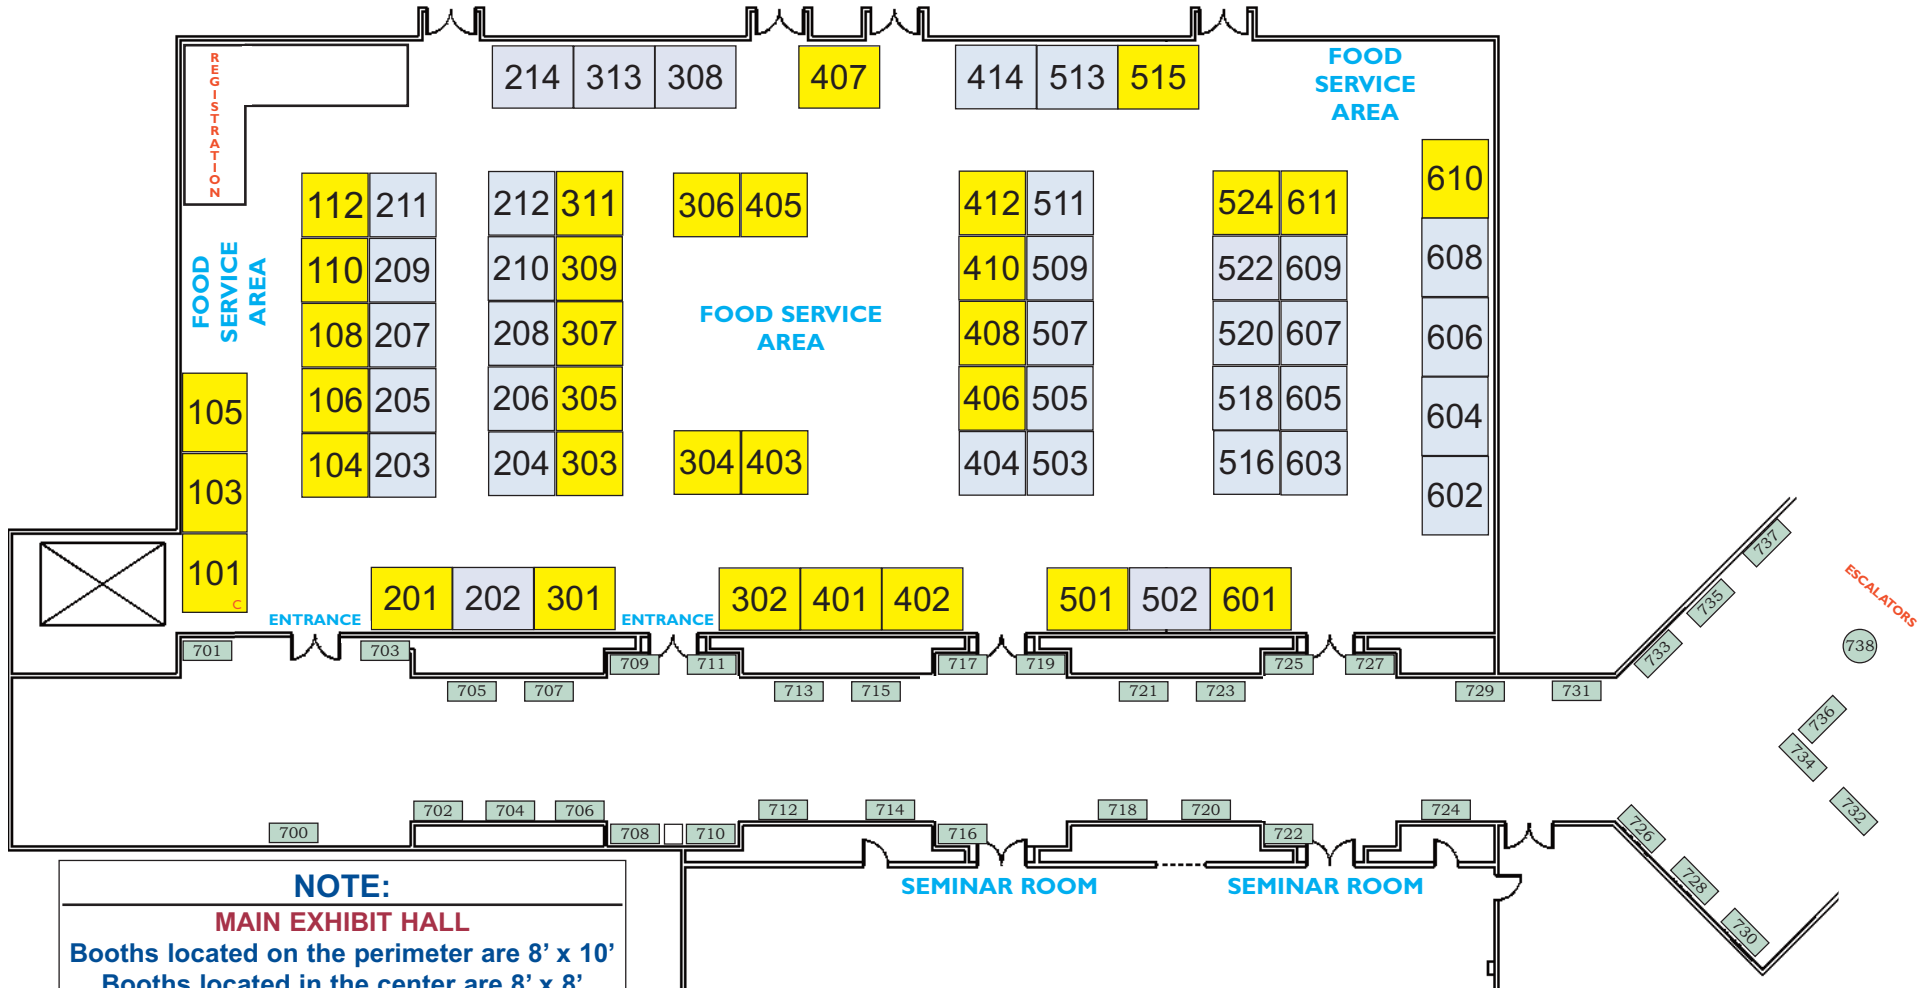 REGISTRATION
214 313 308
407
414 513 515
FOOD
SERVICE
AREA
610
608
606
604
602
112 211
110 209
108 207
106 205
104 203
212 311
210 309
208 307
206 305
204 303
306 405
FOOD SERVICE
AREA
304 403
412 511
410 509
408 507
406 505
404 503
524 611
522 609
520 607
518 605
516 603
FOOD
SERVICE
AREA
105
103
101
C
201 202 301
302 401 402
501 502 601
ENTRANCE
ENTRANCE
701
703
705
707
709
711
713
715
717
719
721
723
725
727
729
731
733
735
737
ESCALATORS
738
736
734
732
700
702
704
706
708
710
712
714
716
718
720
722
724
726
728
730
SEMINAR ROOM
SEMINAR ROOM
NOTE:
MAIN EXHIBIT HALL
Booths located on the perimeter are 8’ x 10’
Booths located in the center are 8’ x 8’